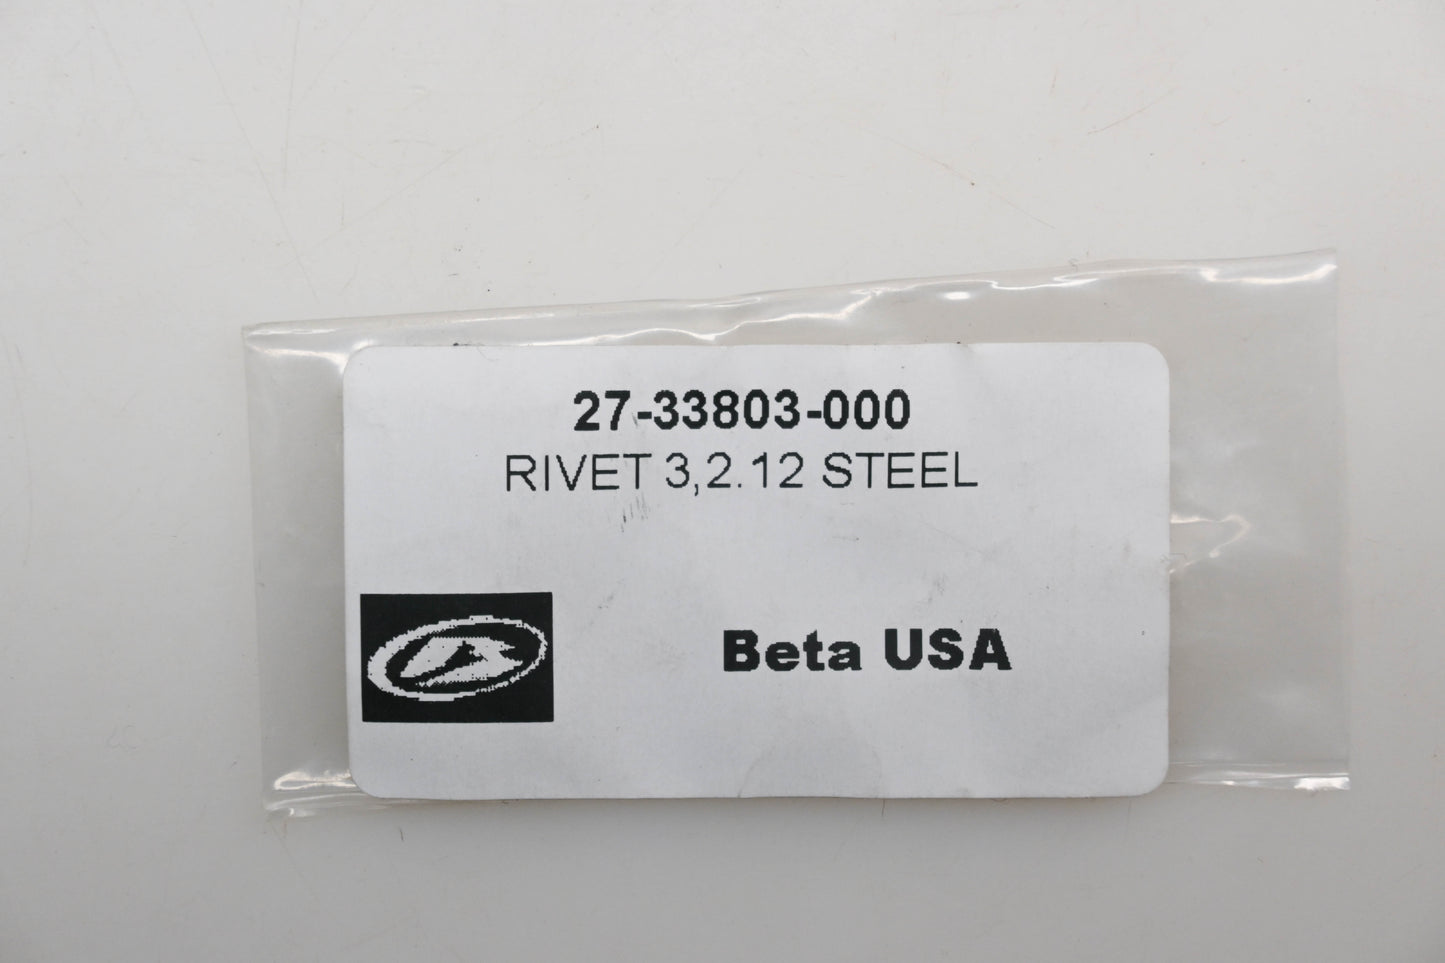 27-33803-000
RIVET 3,2.12 STEEL
Beta USA